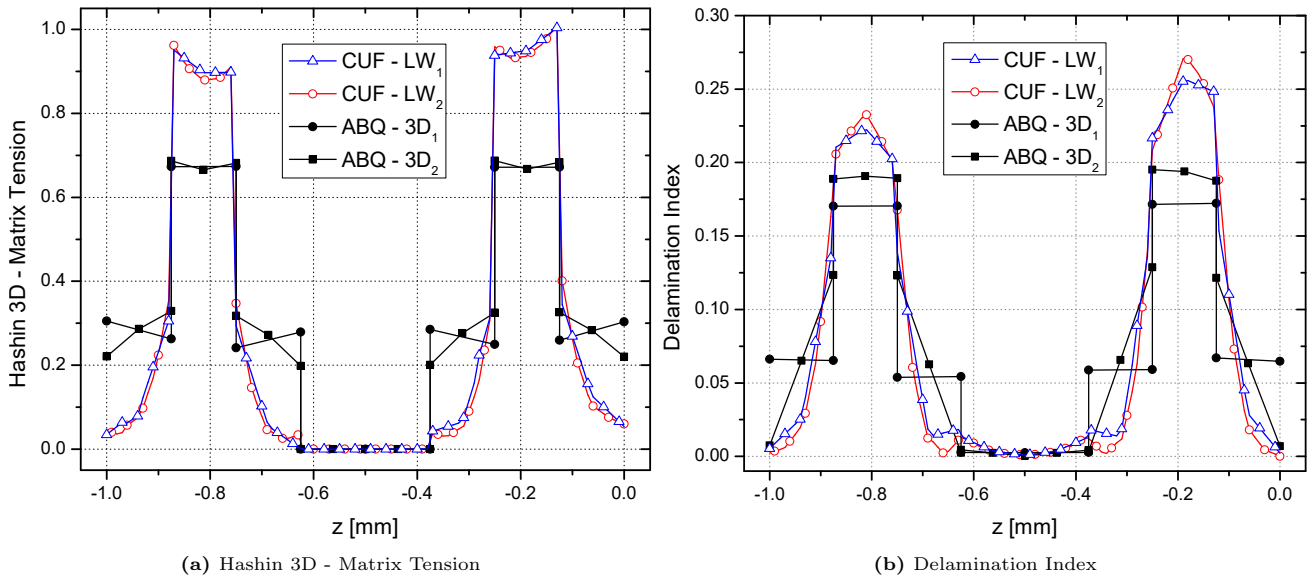 Hashin 3D - Matrix Tension
1.0
0.8
0.6
0.4
0.2
0.0
CUF - LW1
CUF - LW2
ABQ - 3D1
ABQ - 3D2
-1.0 -0.8 -0.6 -0.4 -0.2 0.0
z [mm]
(a) Hashin 3D - Matrix Tension
Delamination Index
0.30
0.25
0.20
0.15
0.10
0.05
0.00
CUF - LW1
CUF - LW2
ABQ - 3D1
ABQ - 3D2
-1.0 -0.8 -0.6 -0.4 -0.2 0.0
z [mm]
(b) Delamination Index